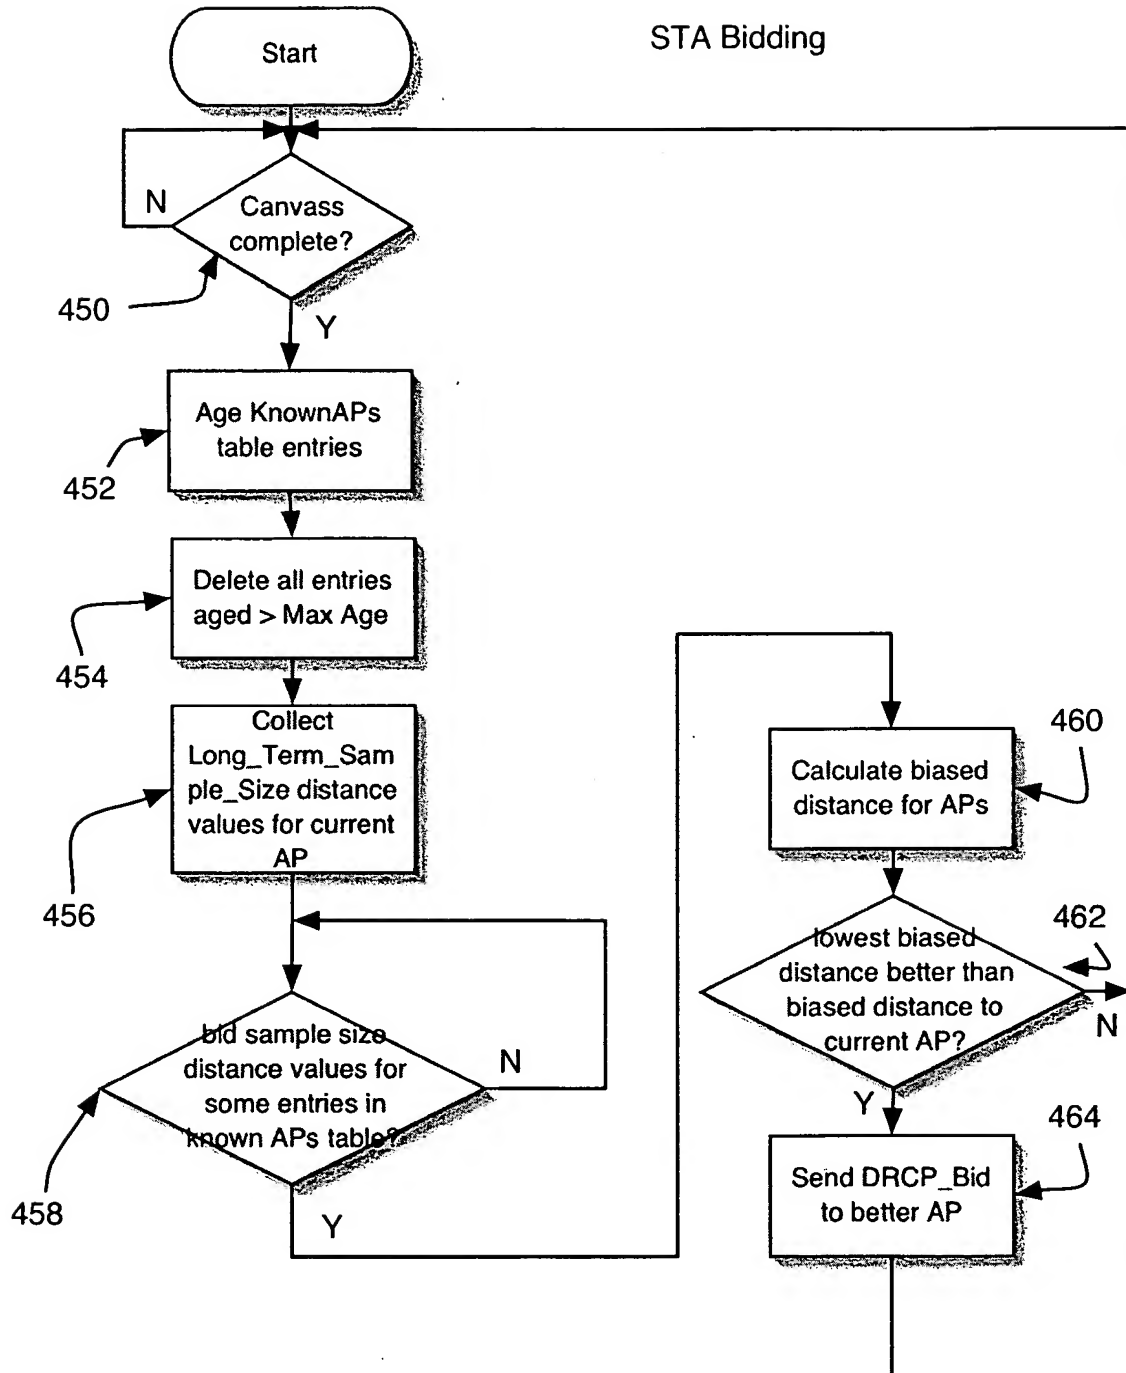 STA Bidding
Start
N
Canvass
complete?
450
Y
Age KnownAPs
table entries
452
Delete all entries
aged > Max Age
454
Collect
Long_Term_Sam
ple_Size distance
values for current
AP
456
bid sample size
distance values for
some entries in
known APs table?
N
458
Y
460
Calculate biased
distance for APs
462
lowest biased
distance better than
biased distance to
current AP?
N
Y
464
Send DRCP_Bid
to better AP